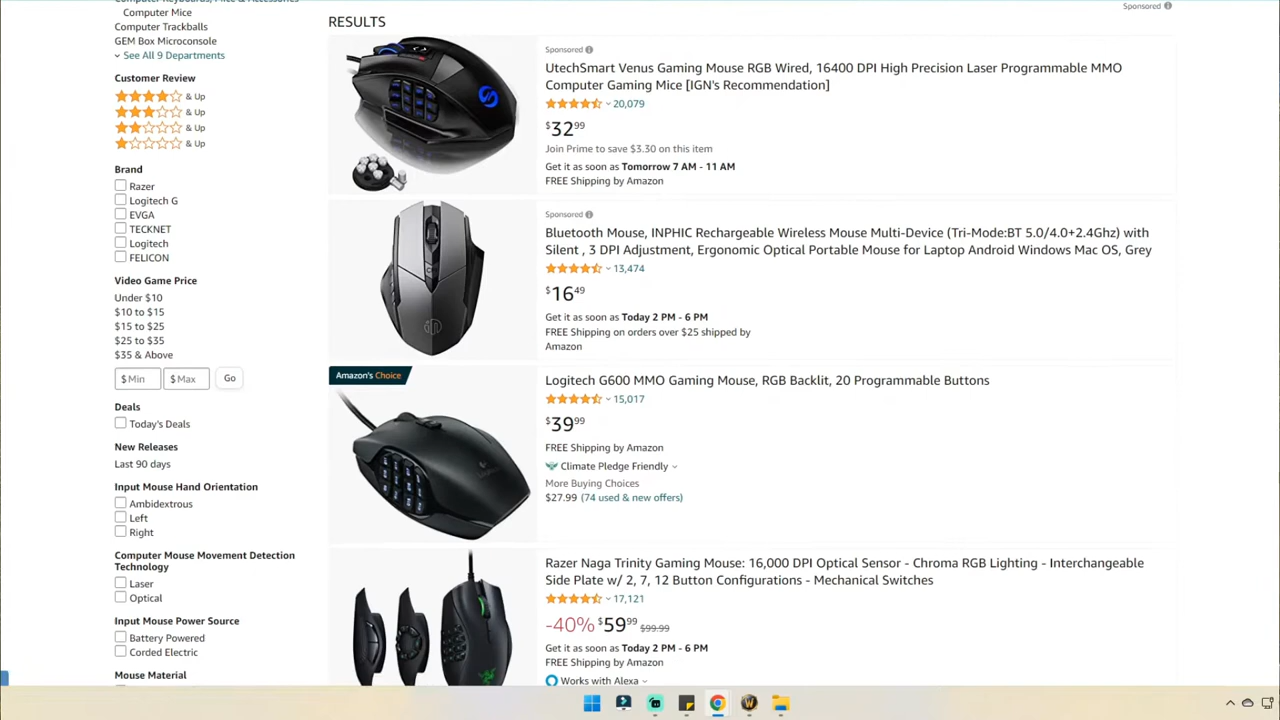 Computer Keyboards, Mice & Accessories
Computer Mice
Computer Trackballs
GEM Box Microconsole
See All 9 Departments
Customer Review
& Up
& Up
& Up
& Up
Brand
Razer
Logitech G
EVGA
TECKNET
Logitech
FELICON
Video Game Price
Under $10
$10 to $15
$15 to $25
$25 to $35
$35 & Above
$ Min $ Max Go
Deals
Today's Deals
New Releases
Last 90 days
Input Mouse Hand Orientation
Ambidextrous
Left
Right
Computer Mouse Movement Detection
Technology
Laser
Optical
Input Mouse Power Source
Battery Powered
Corded Electric
Mouse Material
Sponsored
RESULTS
Sponsored
UtechSmart Venus Gaming Mouse RGB Wired, 16400 DPI High Precision Laser Programmable MMO
Computer Gaming Mice [IGN's Recommendation]
20,079
$3299
Join Prime to save $3.30 on this item
Get it as soon as Tomorrow 7 AM - 11 AM
FREE Shipping by Amazon
Sponsored
Bluetooth Mouse, INPHIC Rechargeable Wireless Mouse Multi-Device (Tri-Mode:BT 5.0/4.0+2.4Ghz) with
Silent , 3 DPI Adjustment, Ergonomic Optical Portable Mouse for Laptop Android Windows Mac OS, Grey
13,474
$1649
Get it as soon as Today 2 PM - 6 PM
FREE Shipping on orders over $25 shipped by
Amazon
Amazon's Choice
Logitech G600 MMO Gaming Mouse, RGB Backlit, 20 Programmable Buttons
15,017
$3999
FREE Shipping by Amazon
Climate Pledge Friendly
More Buying Choices
$27.99 (74 used & new offers)
Razer Naga Trinity Gaming Mouse: 16,000 DPI Optical Sensor - Chroma RGB Lighting - Interchangeable
Side Plate w/ 2, 7, 12 Button Configurations - Mechanical Switches
17,121
-40% $5999 $99.99
Get it as soon as Today 2 PM - 6 PM
FREE Shipping by Amazon
Works with Alexa